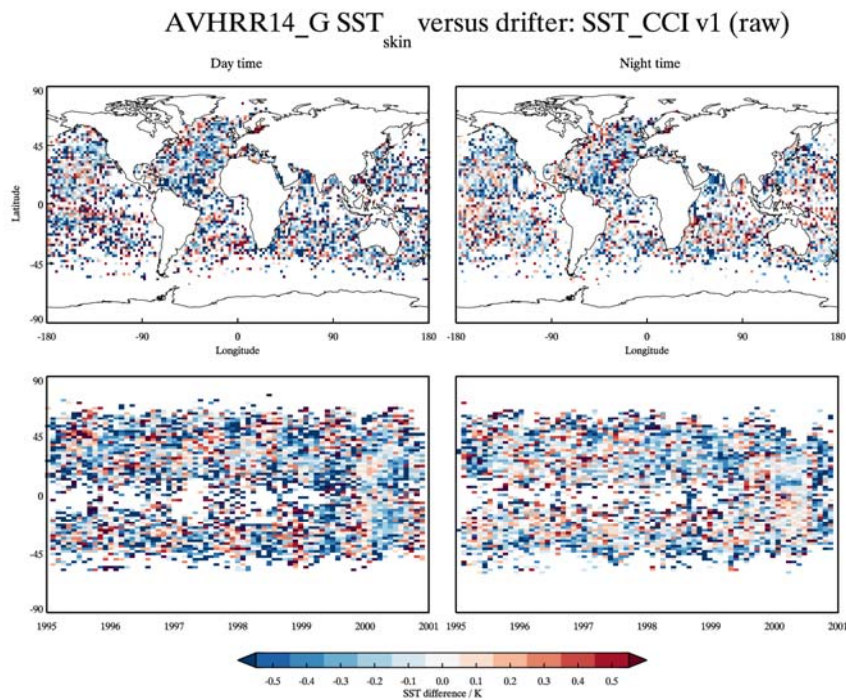 AVHRR14_G SST_skin versus drifter: SST_CCI v1 (raw)
Day time
Night time
90
45
0
-45
-90
Latitude
-180 -90 0 90 180
-180 -90 0 90 180
Longitude
Longitude
90
45
0
-45
-90
1995 1996 1997 1998 1999 2000 2001
1995 1996 1997 1998 1999 2000 2001
-0.5 -0.4 -0.3 -0.2 -0.1 0.0 0.1 0.2 0.3 0.4 0.5
SST difference / K